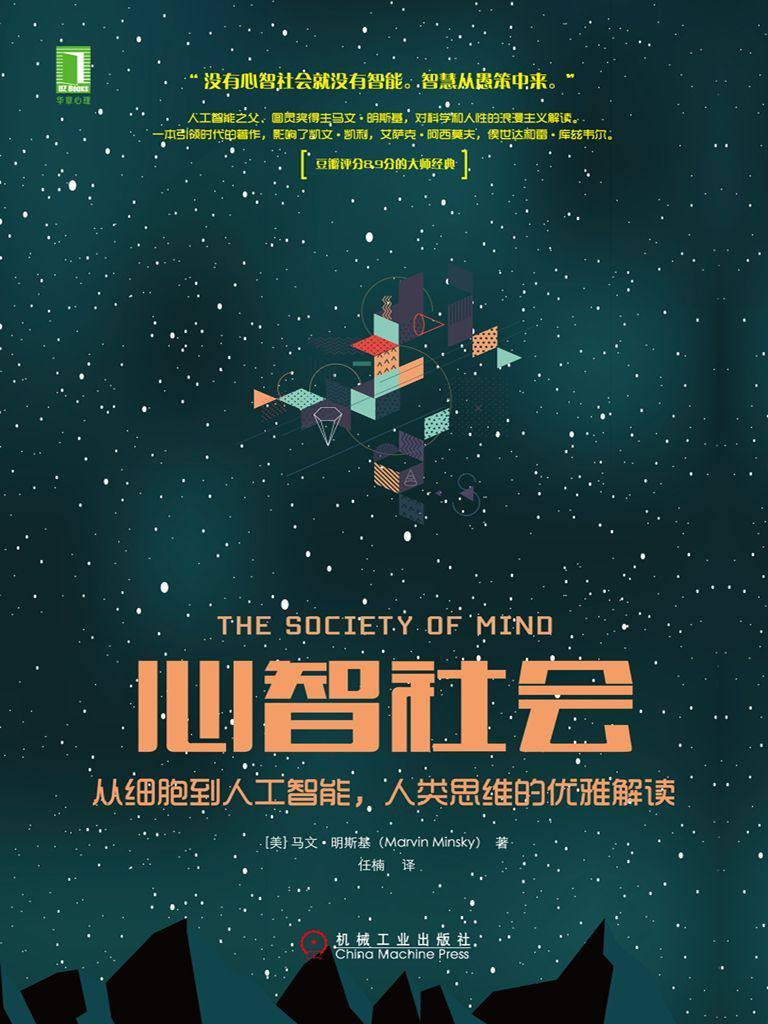 HZ Books
华章心理
“没有心智社会就没有智能。智慧从愚笨中来。”
人工智能之父、图灵奖得主马文·明斯基，对科学和人性的浪漫主义解读。
一本引领时代的著作，影响了凯文·凯利，艾萨克·阿西莫夫，侯世达和雷·库兹韦尔。
[豆瓣评分8.9分的大师经典]
THE SOCIETY OF MIND
心智社会
从细胞到人工智能，人类思维的优雅解读
[美] 马文·明斯基（Marvin Minsky） 著
任楠 译
机械工业出版社
China Machine Press